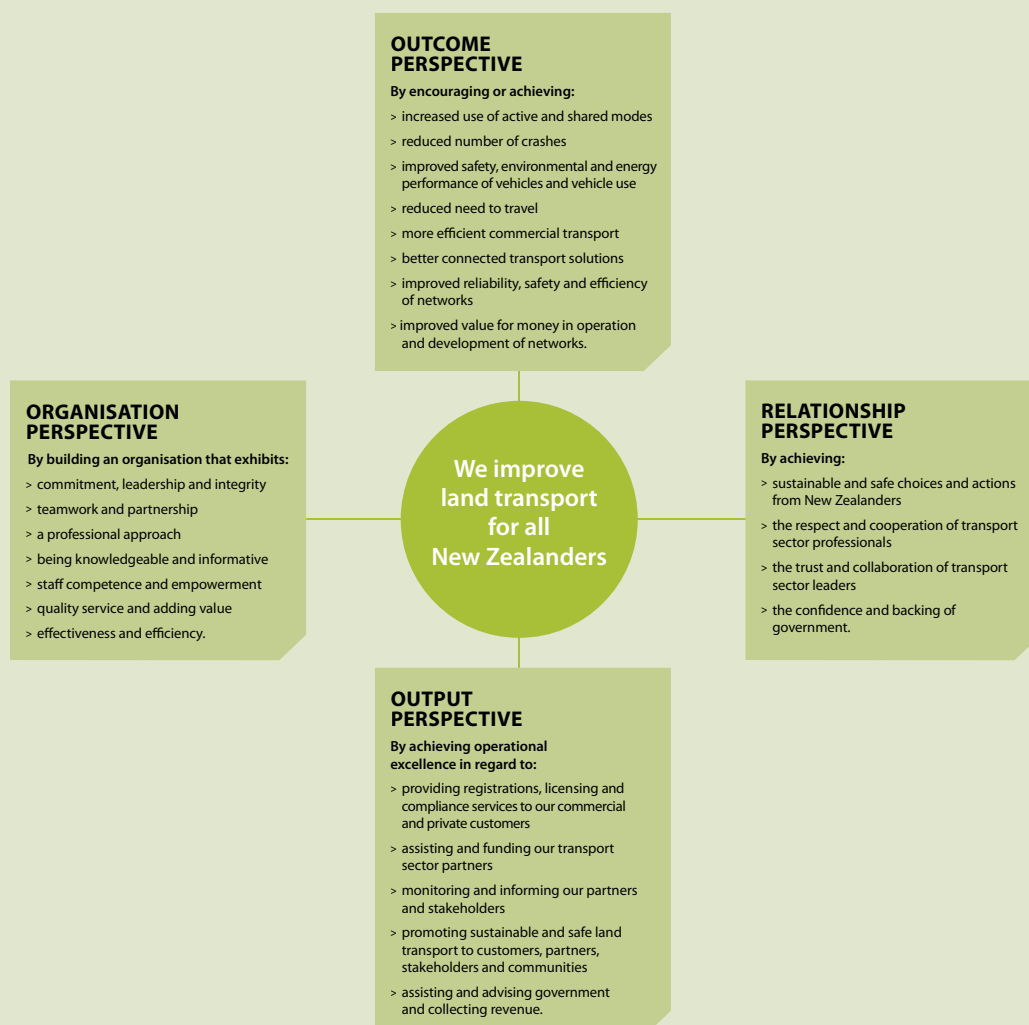 OUTCOME
PERSPECTIVE
By encouraging or achieving:
> increased use of active and shared modes
> reduced number of crashes
> improved safety, environmental and energy
performance of vehicles and vehicle use
> reduced need to travel
> more efficient commercial transport
> better connected transport solutions
> improved reliability, safety and efficiency
of networks
> improved value for money in operation
and development of networks.
ORGANISATION
PERSPECTIVE
By building an organisation that exhibits:
> commitment, leadership and integrity
> teamwork and partnership
> a professional approach
> being knowledgeable and informative
> staff competence and empowerment
> quality service and adding value
> effectiveness and efficiency.
We improve
land transport
for all
New Zealanders
RELATIONSHIP
PERSPECTIVE
By achieving:
> sustainable and safe choices and actions
from New Zealanders
> the respect and cooperation of transport
sector professionals
> the trust and collaboration of transport
sector leaders
> the confidence and backing of
government.
OUTPUT
PERSPECTIVE
By achieving operational
excellence in regard to:
> providing registrations, licensing and
compliance services to our commercial
and private customers
> assisting and funding our transport
sector partners
> monitoring and informing our partners
and stakeholders
> promoting sustainable and safe land
transport to customers, partners,
stakeholders and communities
> assisting and advising government
and collecting revenue.